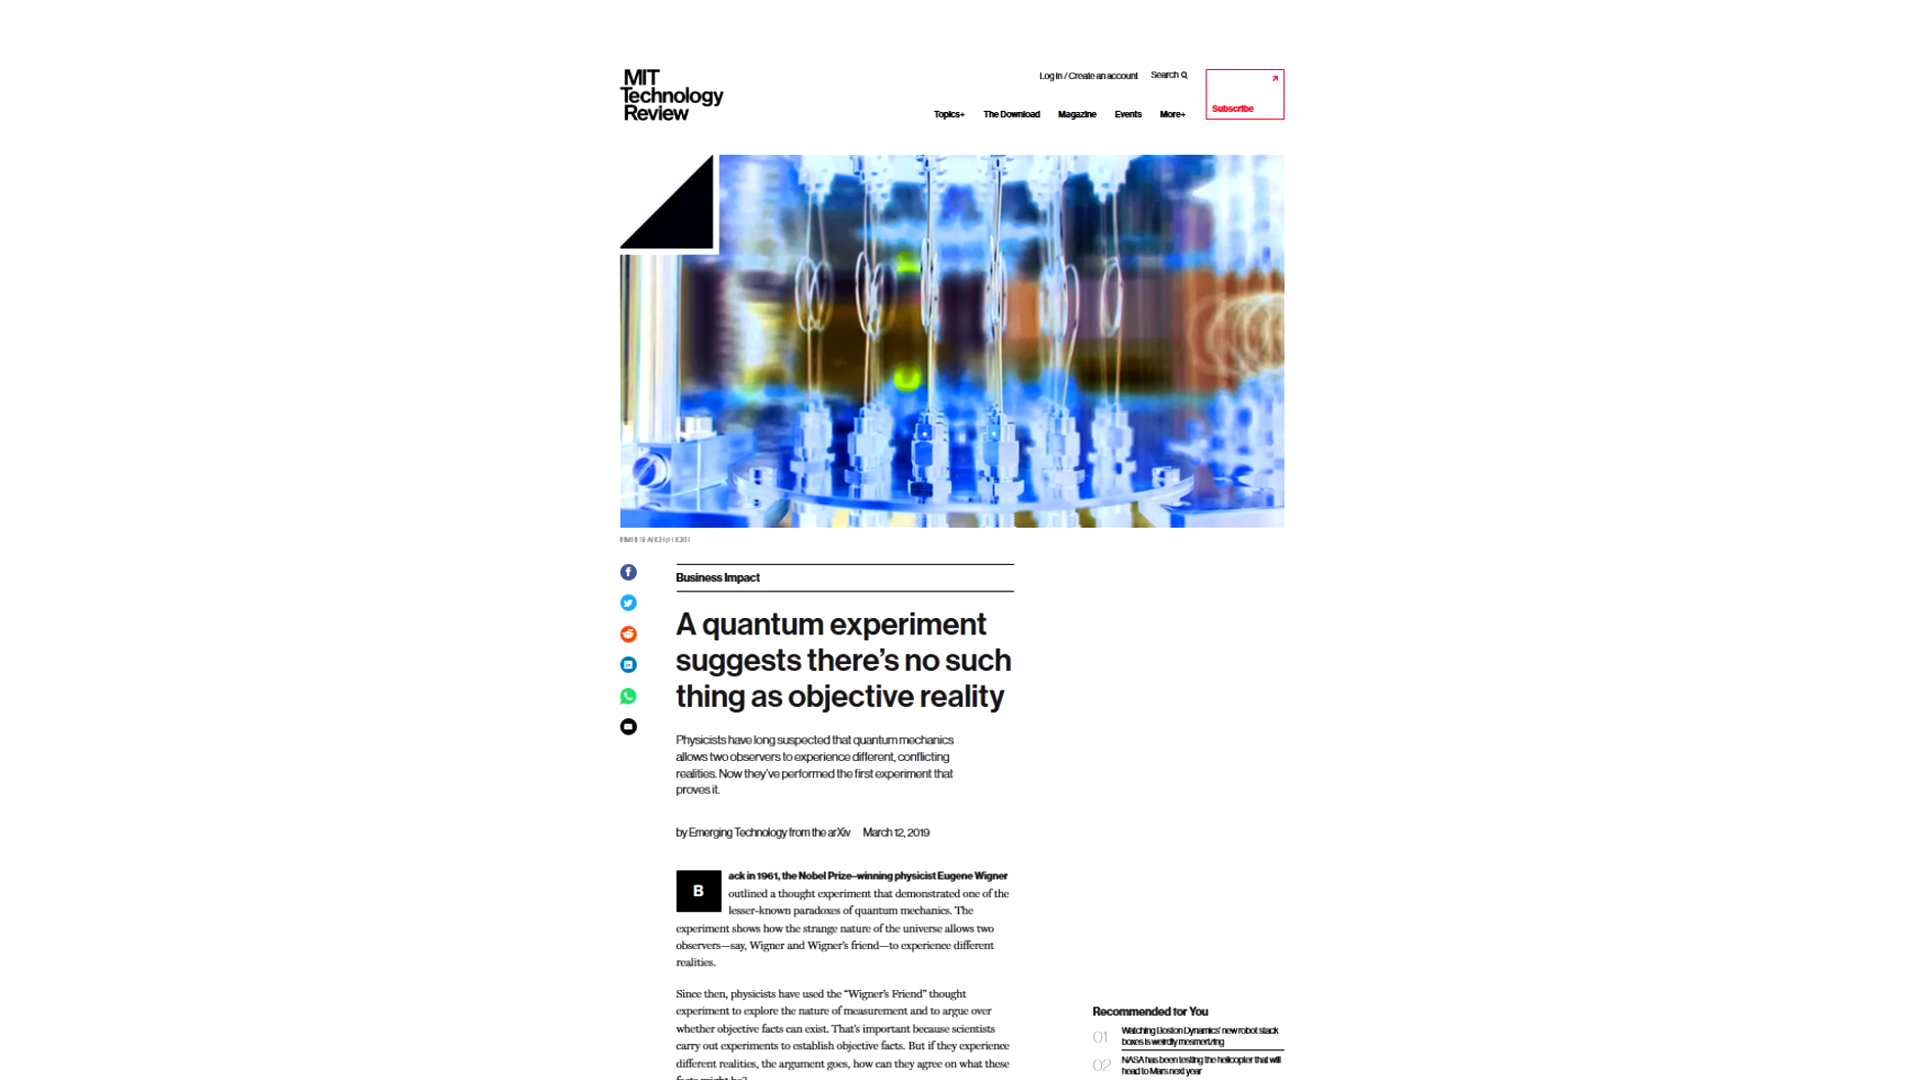 MIT
Technology
Review
Log in / Create an account
Search
Subscribe
Topics+
The Download
Magazine
Events
More+
Business Impact
A quantum experiment
suggests there’s no such
thing as objective reality
Physicists have long suspected that quantum mechanics
allows two observers to experience different, conflicting
realities. Now they’ve performed the first experiment that
proves it.
by Emerging Technology from the arXiv March 12, 2019
Back in 1961, the Nobel Prize–winning physicist Eugene Wigner
outlined a thought experiment that demonstrated one of the
lesser-known paradoxes of quantum mechanics. The
experiment shows how the strange nature of the universe allows two
observers—say, Wigner and Wigner’s friend—to experience different
realities.
Since then, physicists have used the “Wigner’s Friend” thought
experiment to explore the nature of measurement and to argue over
whether objective facts can exist. That’s important because scientists
carry out experiments to establish objective facts. But if they experience
different realities, the argument goes, how can they agree on what these
facts might be?
Recommended for You
01 Watching Boston Dynamics’ new robot stack
boxes is weirdly mesmerizing
02 NASA has been testing the helicopter that will
head to Mars next year